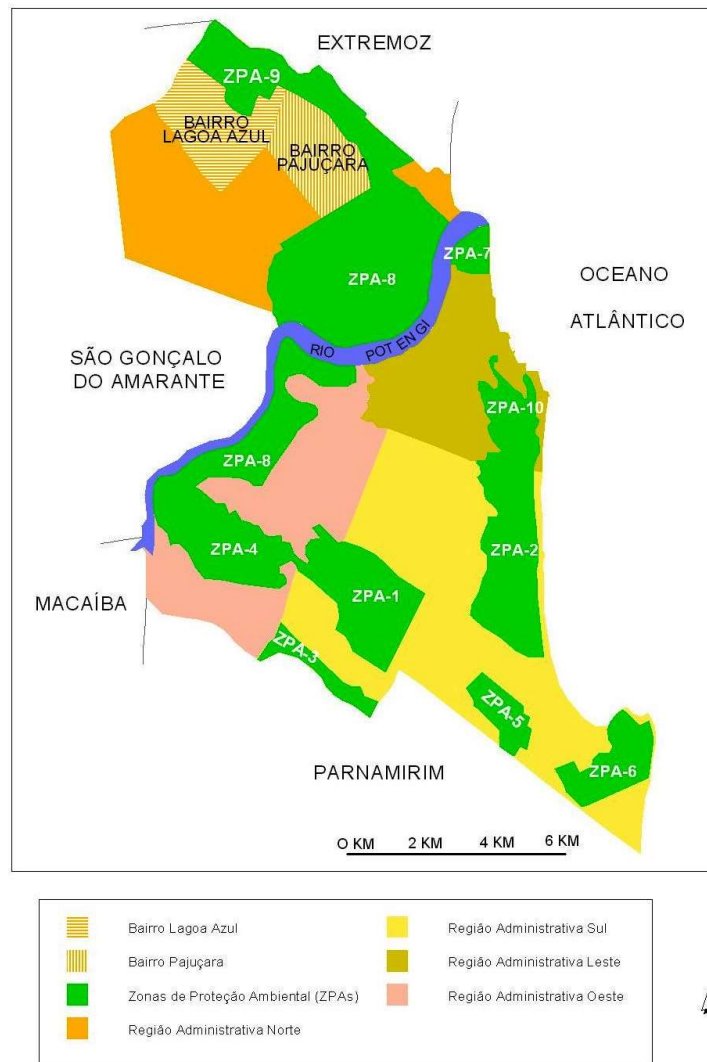 EXTREMOZ
ZPA-9
BAIRRO
LAGOA AZUL
BAIRRO
PAJUÇARA
ZPA-7
ZPA-8
OCEANO
ATLÂNTICO
RIO POTENGI
SÃO GONÇALO
DO AMARANTE
ZPA-10
ZPA-8
ZPA-4
ZPA-2
MACAÍBA
ZPA-1
ZPA-3
ZPA-5
PARNAMIRIM
ZPA-6
O KM 2 KM 4 KM 6 KM
Bairro Lagoa Azul
Bairro Pajuçara
Zonas de Proteção Ambiental (ZPAs)
Região Administrativa Norte
Região Administrativa Sul
Região Administrativa Leste
Região Administrativa Oeste